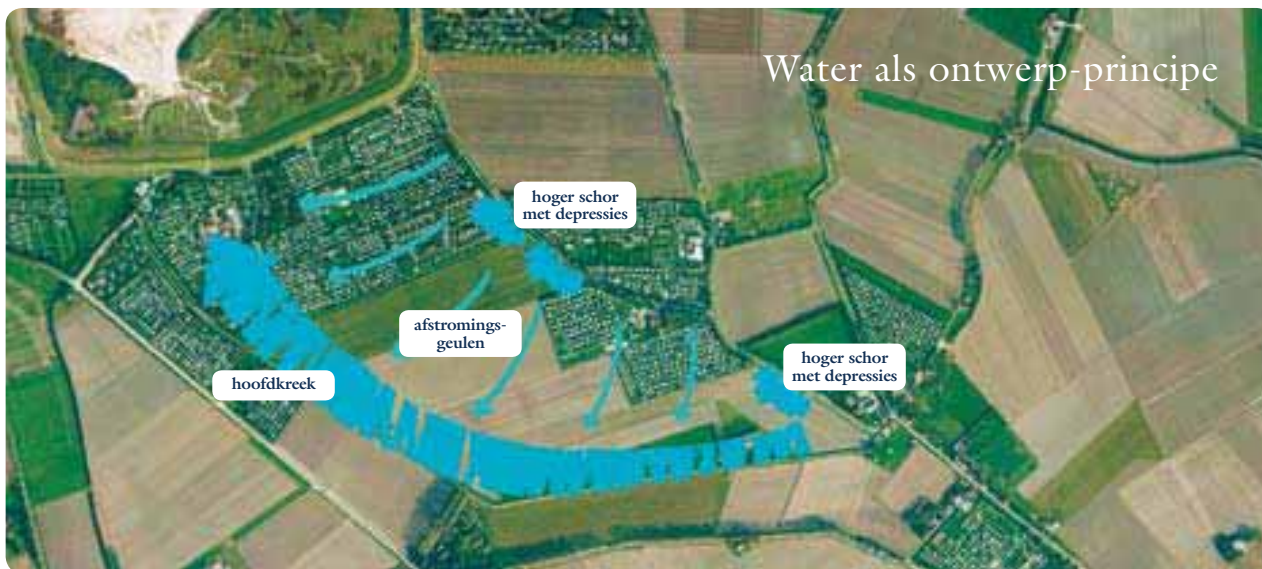 Water als ontwerp-principe
hoger schor
met depressies
afstromings-
geulen
hoger schor
met depressies
hoofdkreek